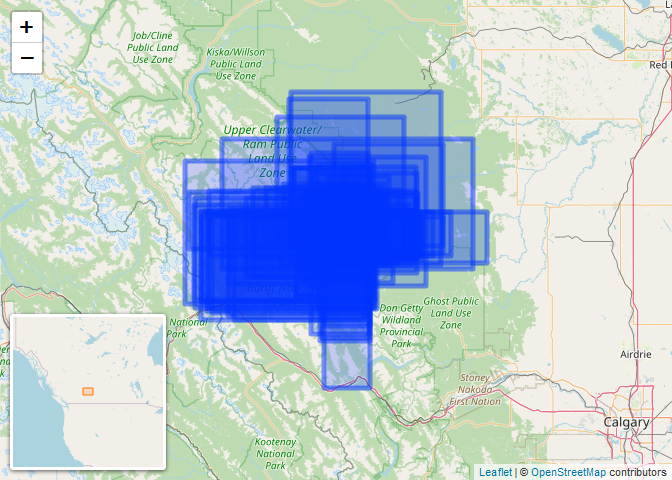 +
−
Job/Cline
Public Land
Use Zone
Kiska/Willson
Public Land
Use Zone
Red
Upper Clearwater/
Ram Public
Land Use
Zone
National
Park
Don Getty
Wildland
Provincial
Park
Ghost Public
Land Use
Zone
Airdrie
Stoney
Nakoda
First Nation
Calgary
Kootenay
National
Park
Leaflet | © OpenStreetMap contributors